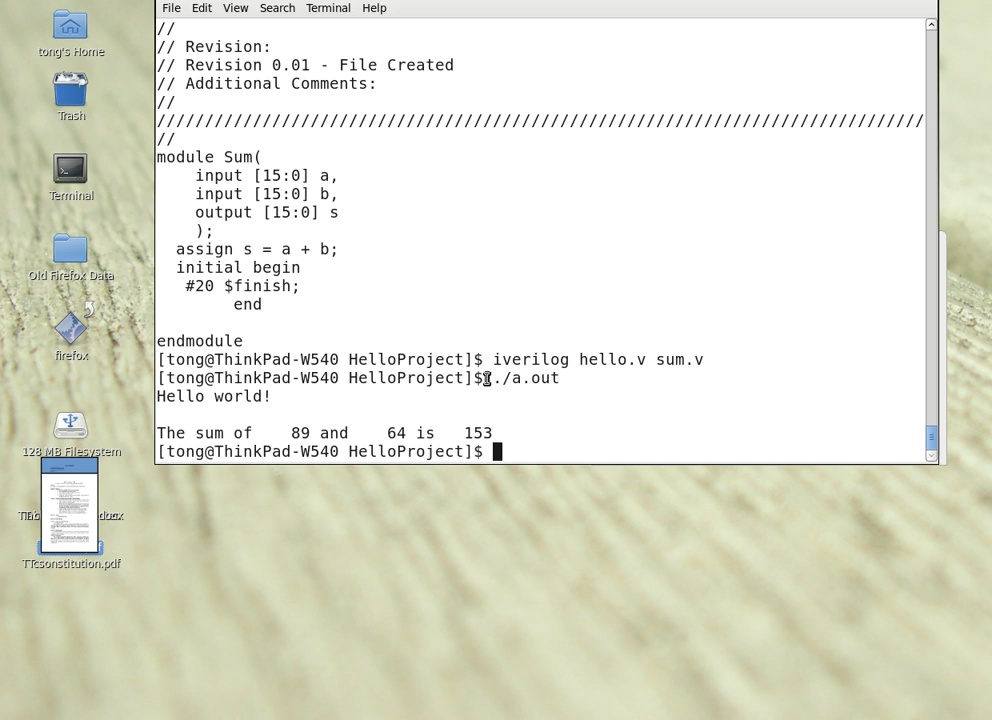 File Edit View Search Terminal Help
//
// Revision:
// Revision 0.01 - File Created
// Additional Comments:
//
////////////////////////////////////////////////////////////////////////////////
//
module Sum(
    input [15:0] a,
    input [15:0] b,
    output [15:0] s
    );
  assign s = a + b;
  initial begin
   #20 $finish;
        end

endmodule
[tong@ThinkPad-W540 HelloProject]$ iverilog hello.v sum.v
[tong@ThinkPad-W540 HelloProject]$ ./a.out
Hello world!

The sum of    89 and    64 is   153
[tong@ThinkPad-W540 HelloProject]$
tong's Home
Trash
Terminal
Old Firefox Data
firefox
128 MB Filesystem
TTcsonstitution.pdf